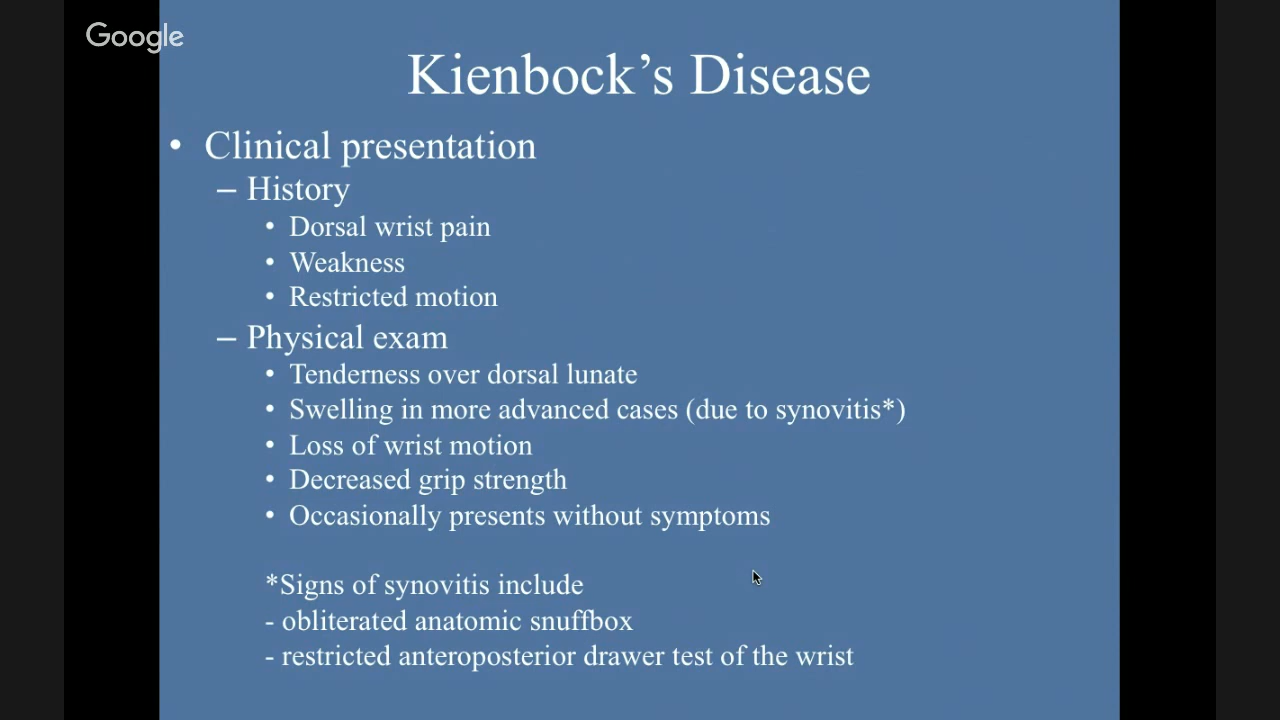 Google
Kienbock’s Disease
• Clinical presentation
– History
• Dorsal wrist pain
• Weakness
• Restricted motion
– Physical exam
• Tenderness over dorsal lunate
• Swelling in more advanced cases (due to synovitis*)
• Loss of wrist motion
• Decreased grip strength
• Occasionally presents without symptoms
*Signs of synovitis include
- obliterated anatomic snuffbox
- restricted anteroposterior drawer test of the wrist